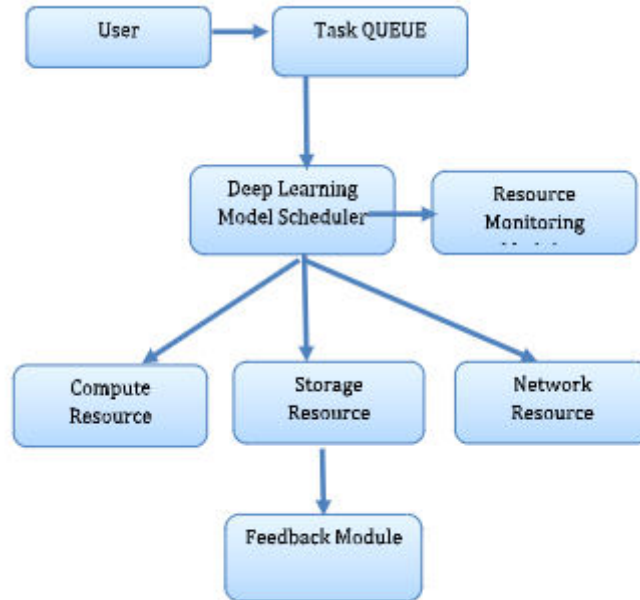 User
Task QUEUE
Deep Learning
Model Scheduler
Resource
Monitoring
Compute
Resource
Storage
Resource
Network
Resource
Feedback Module